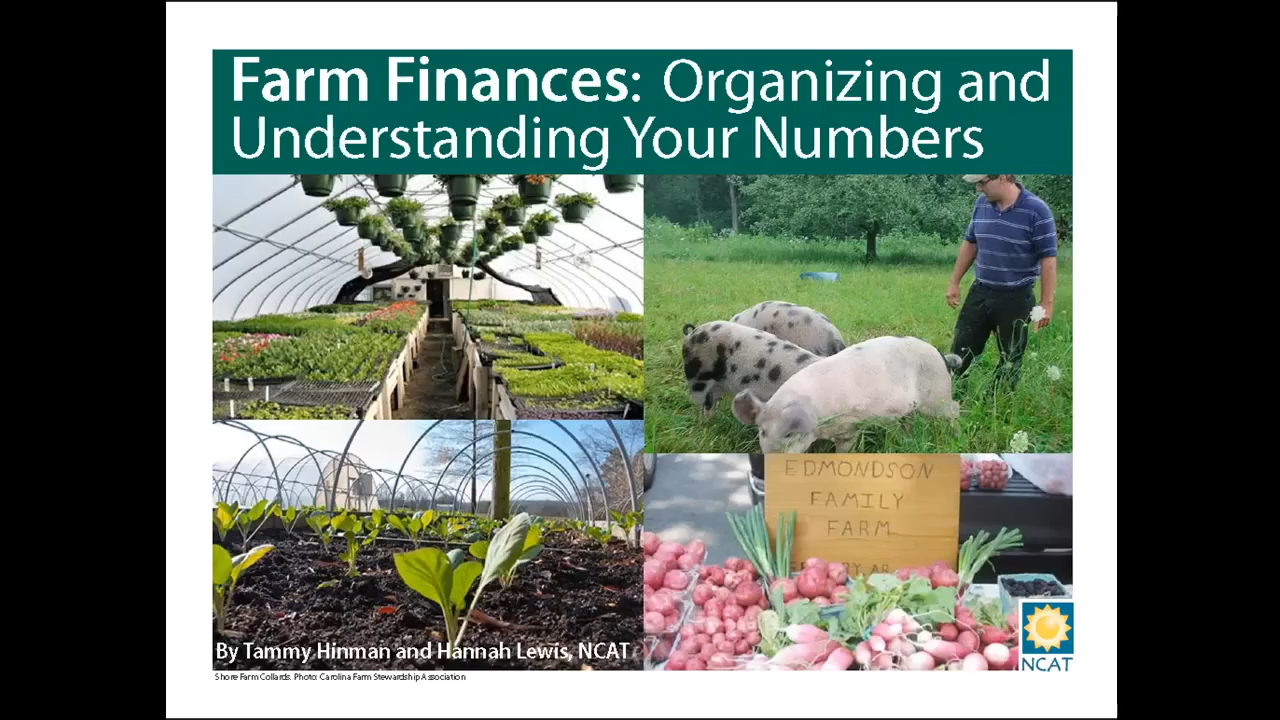 Farm Finances: Organizing and
Understanding Your Numbers
EDMONDSON
FAMILY
FARM
By Tammy Hinman and Hannah Lewis, NCAT
NCAT
Shore Farm Collards. Photo: Carolina Farm Stewardship Association